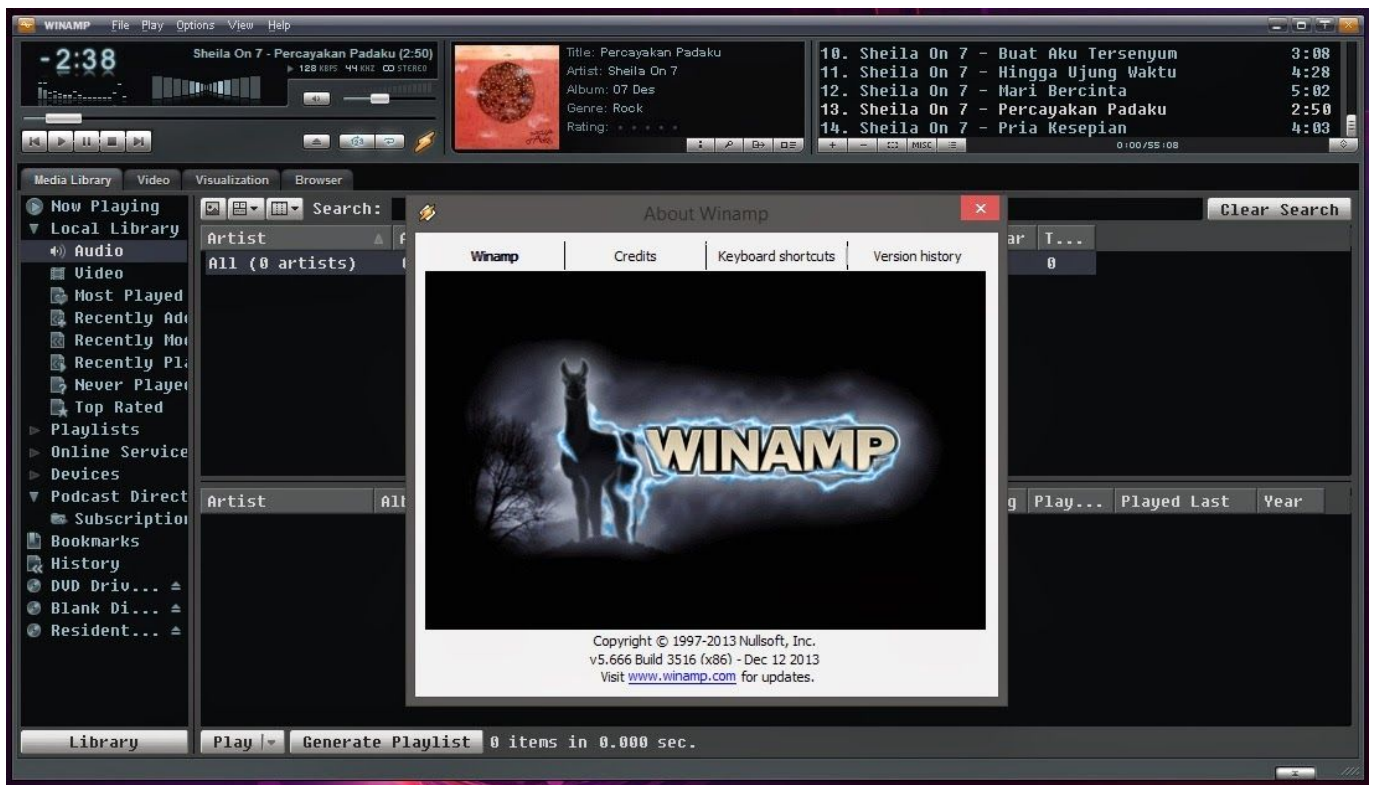 WINAMP File Play Options View Help
-2:38
Sheila On 7 - Percayakan Padaku (2:50)
128 KBPS 44 KHZ STEREO
Title: Percayakan Padaku
Artist: Sheila On 7
Album: 07 Des
Genre: Rock
Rating:
10. Sheila On 7 - Buat Aku Tersenyum 3:08
11. Sheila On 7 - Hingga Ujung Waktu 4:28
12. Sheila On 7 - Mari Bercinta 5:02
13. Sheila On 7 - Percayakan Padaku 2:50
14. Sheila On 7 - Pria Kesepian 4:03
+ - MISC 0:00/55:08
Media Library Video Visualization Browser
Now Playing
Local Library
Audio
Video
Most Played
Recently Add
Recently Mo
Recently Pl
Never Playe
Top Rated
Playlists
Online Service
Devices
Podcast Direct
Subscription
Bookmarks
History
DVD Driv...
Blank Di...
Resident...
Library
Search: Clear Search
Artist ar T...
All (0 artists) 0
About Winamp
Winamp Credits Keyboard shortcuts Version history
WINAMP
Copyright © 1997-2013 Nullsoft, Inc.
v5.666 Build 3516 (x86) - Dec 12 2013
Visit www.winamp.com for updates.
Artist Alb g Play... Played Last Year
Play Generate Playlist 0 items in 0.000 sec.